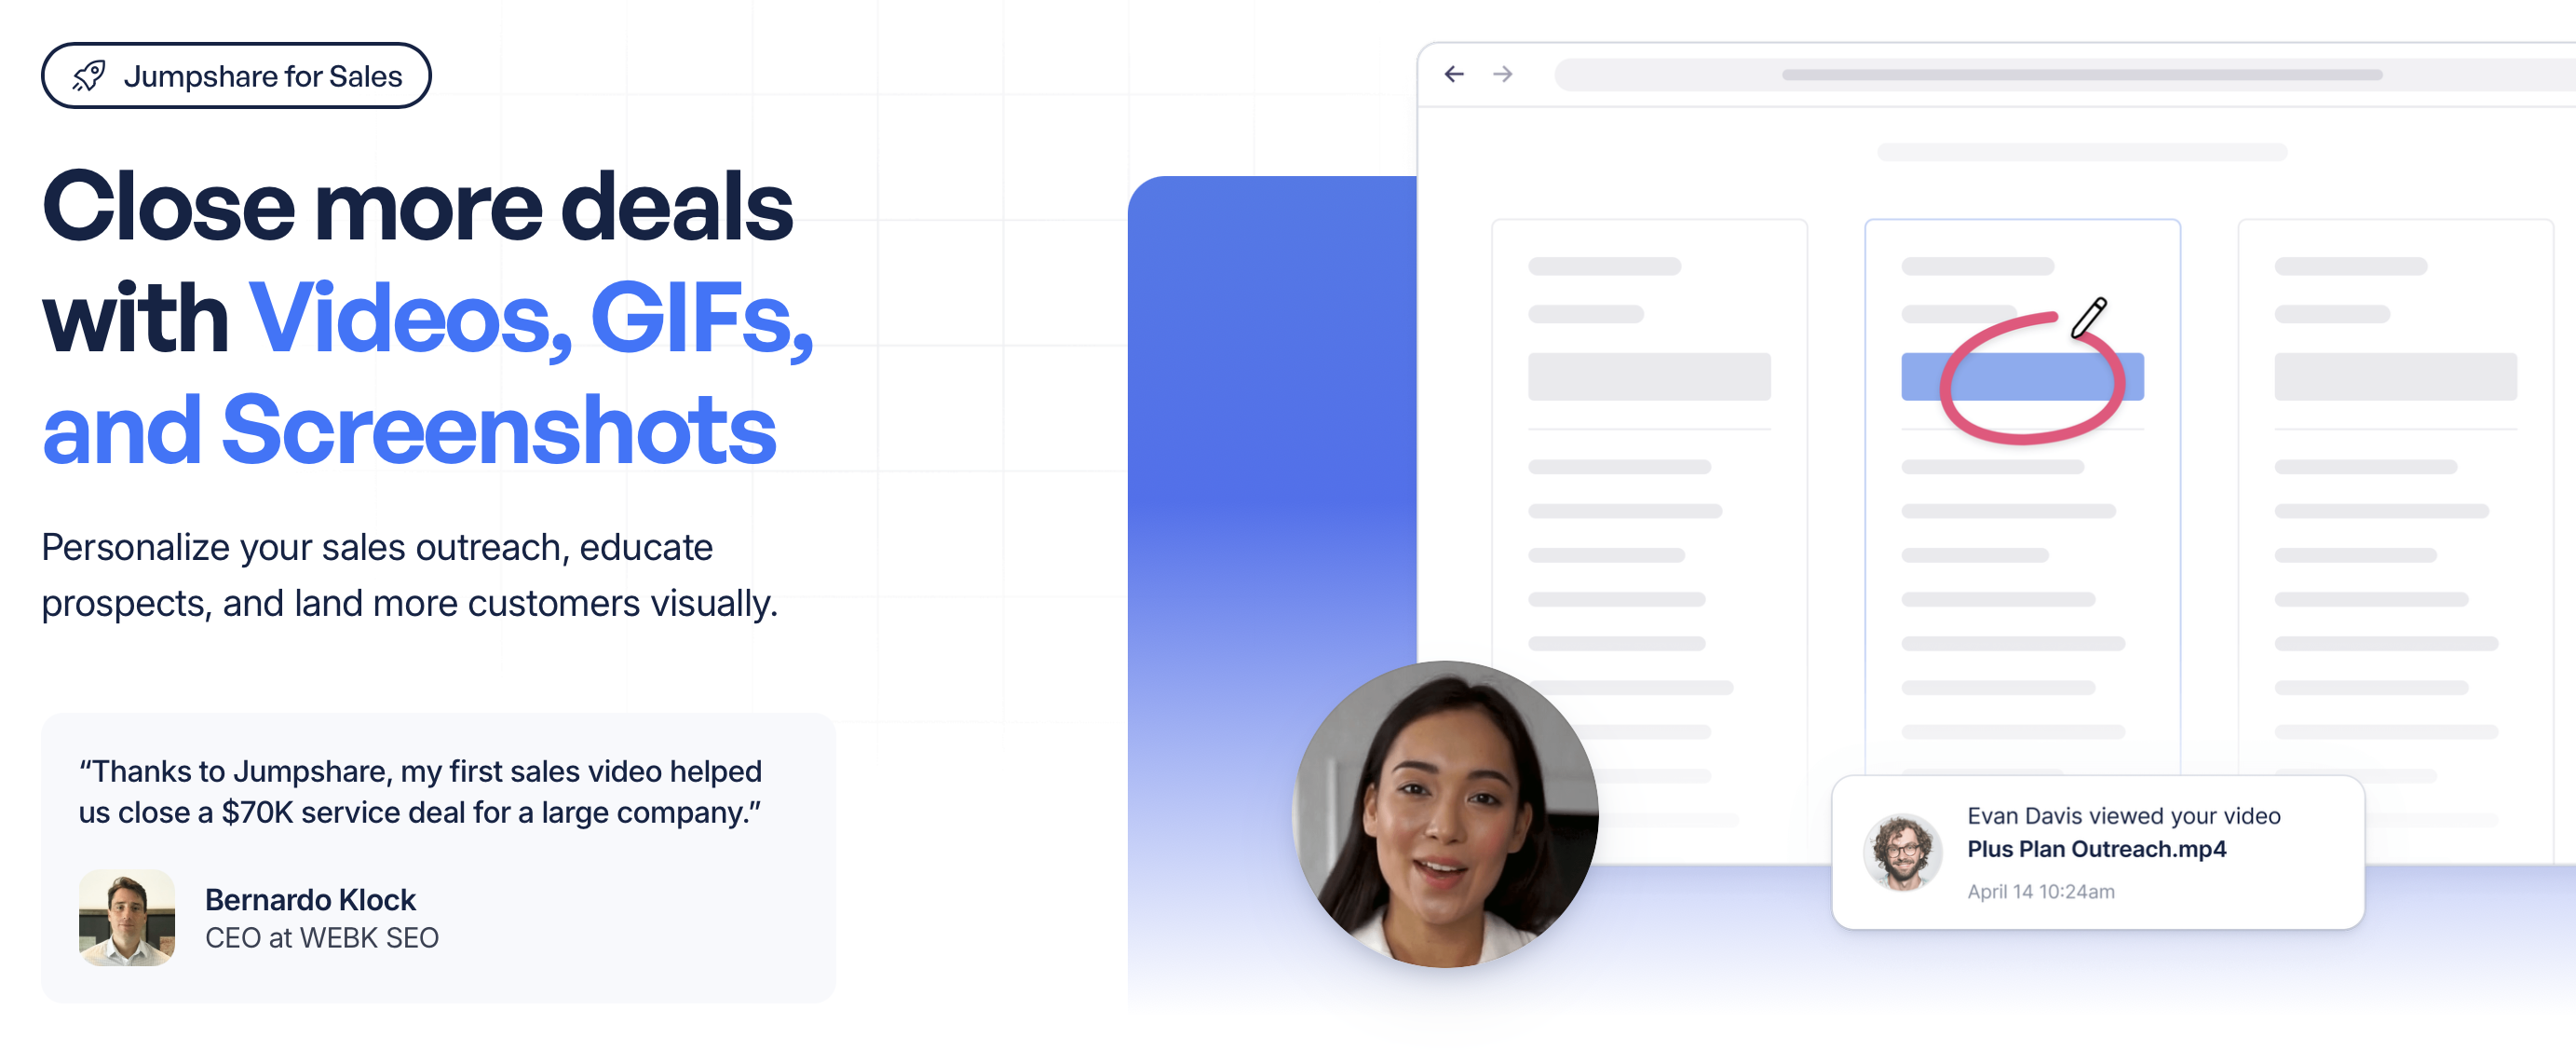 Jumpshare for Sales
Close more deals
with Videos, GIFs,
and Screenshots
Personalize your sales outreach, educate
prospects, and land more customers visually.
“Thanks to Jumpshare, my first sales video helped
us close a $70K service deal for a large company.”
Bernardo Klock
CEO at WEBK SEO
Evan Davis viewed your video
Plus Plan Outreach.mp4
April 14 10:24am